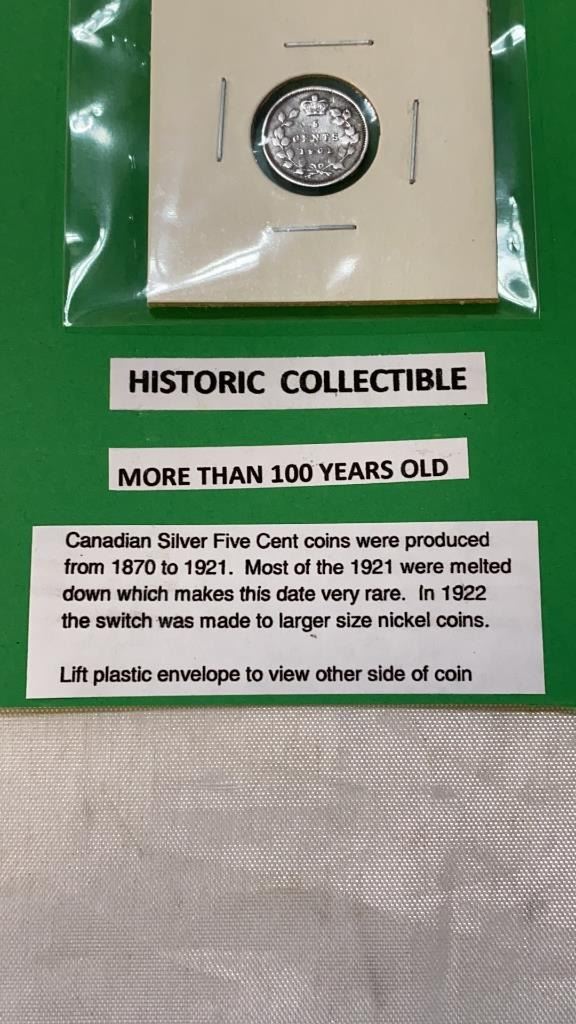 5
CENTS
HISTORIC COLLECTIBLE
MORE THAN 100 YEARS OLD
Canadian Silver Five Cent coins were produced
from 1870 to 1921. Most of the 1921 were melted
down which makes this date very rare. In 1922
the switch was made to larger size nickel coins.
Lift plastic envelope to view other side of coin